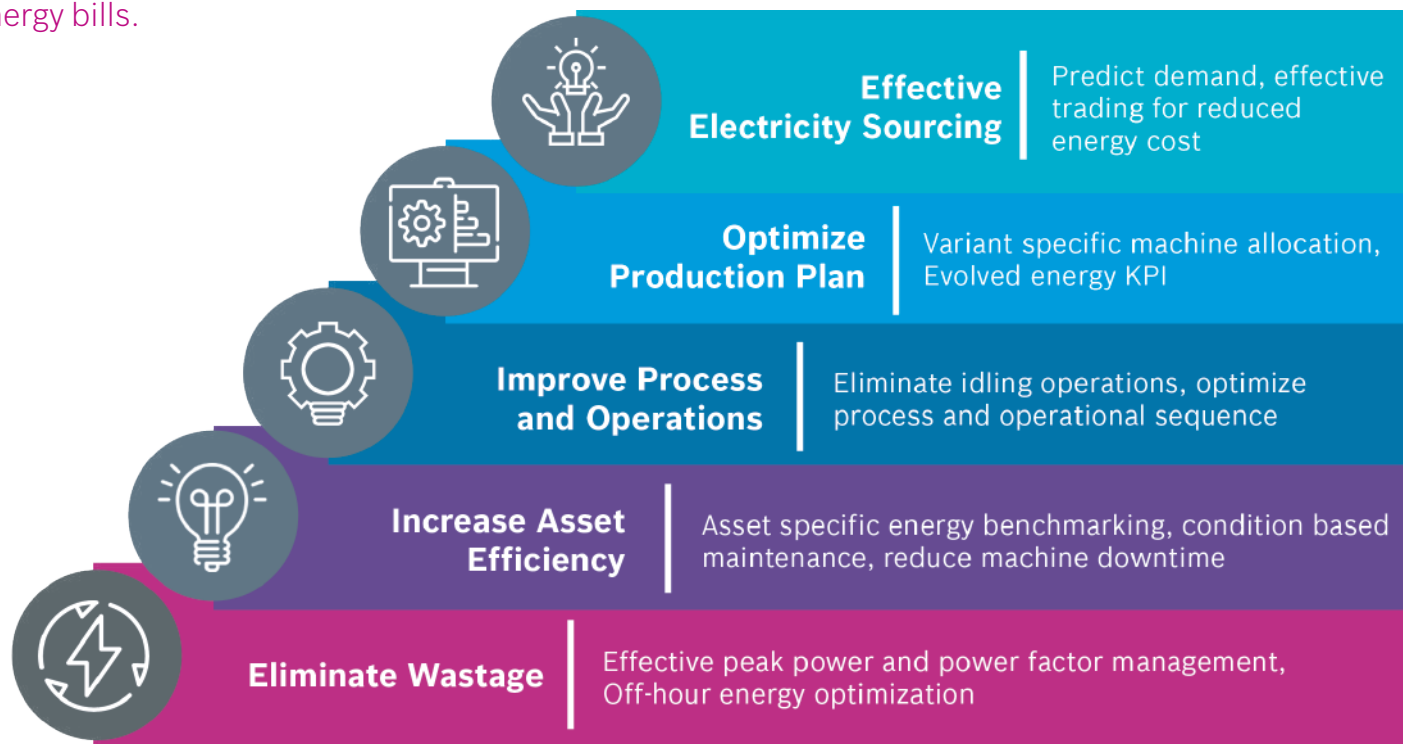 nergy bills.
Effective
Electricity Sourcing
Predict demand, effective
trading for reduced
energy cost
Optimize
Production Plan
Variant specific machine allocation,
Evolved energy KPI
Improve Process
and Operations
Eliminate idling operations, optimize
process and operational sequence
Increase Asset
Efficiency
Asset specific energy benchmarking, condition based
maintenance, reduce machine downtime
Eliminate Wastage
Effective peak power and power factor management,
Off-hour energy optimization